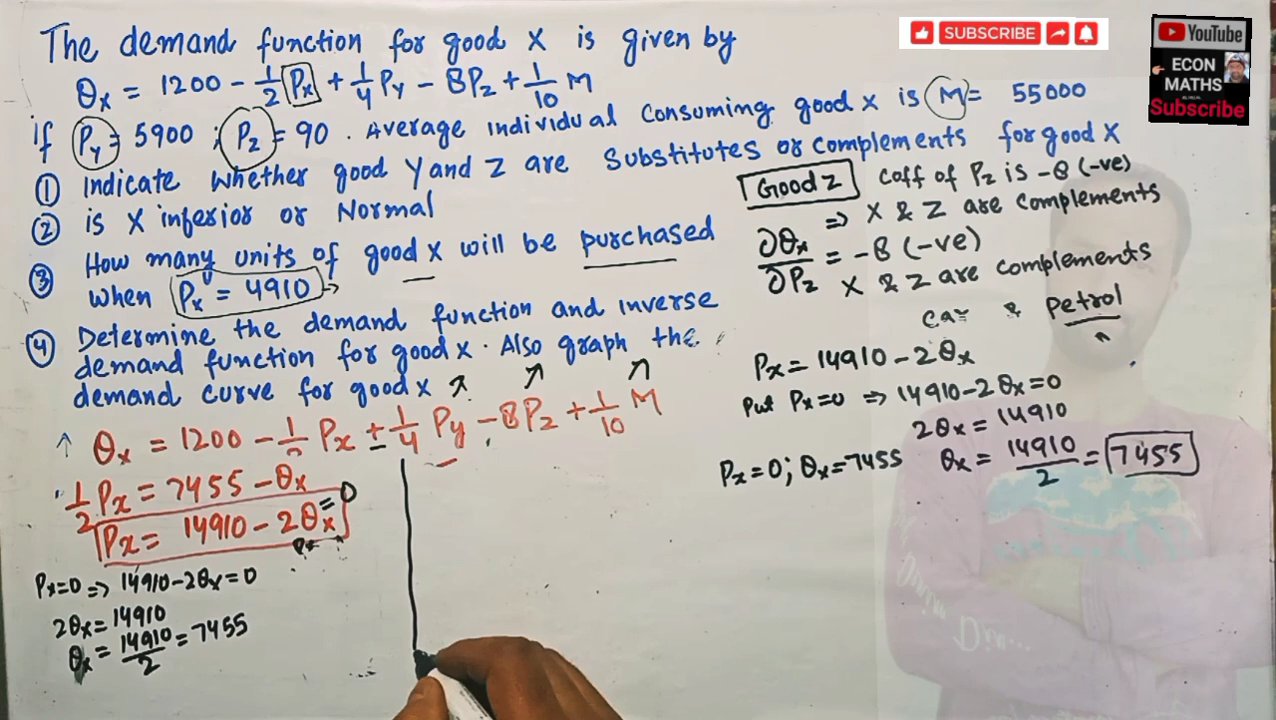 The demand function for good X is given by
Qx = 1200 - 1/2 Px + 1/4 Py - 8Pz + 1/10 M
if Py = 5900 ; Pz = 90 . Average individual consuming good x is M = 55000
① Indicate whether good Y and Z are substitutes or complements for good X
② is X inferior or Normal
③ How many units of good x will be purchased
when Px = 4910
④ Determine the demand function and inverse
demand function for good x. Also graph the
demand curve for good x
Qx = 1200 - 1/2 Px + 1/4 Py - 8Pz + 1/10 M
1/2 Px = 7455 - Qx
Px = 14910 - 2Qx = 0
Px
Px=0 => 14910-2Qx=0
2Qx = 14910
Qx = 14910/2 = 7455
Good Z
Coff of Pz is -8 (-ve)
=> X & Z are complements
∂Qx/∂Pz = -8 (-ve)
X & Z are complements
car & Petrol
Px = 14910 - 2Qx
Put Px=0 => 14910-2Qx=0
2Qx = 14910
Px=0; Qx=7455
Qx = 14910/2 = 7455
SUBSCRIBE
YouTube
ECON
MATHS
Subscribe